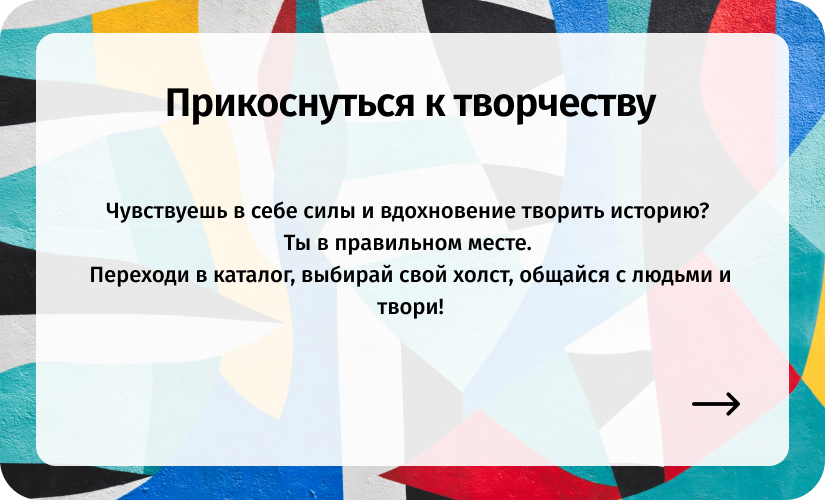 Прикоснуться к творчеству
Чувствуешь в себе силы и вдохновение творить историю?
Ты в правильном месте.
Переходи в каталог, выбирай свой холст, общайся с людьми и
твори!